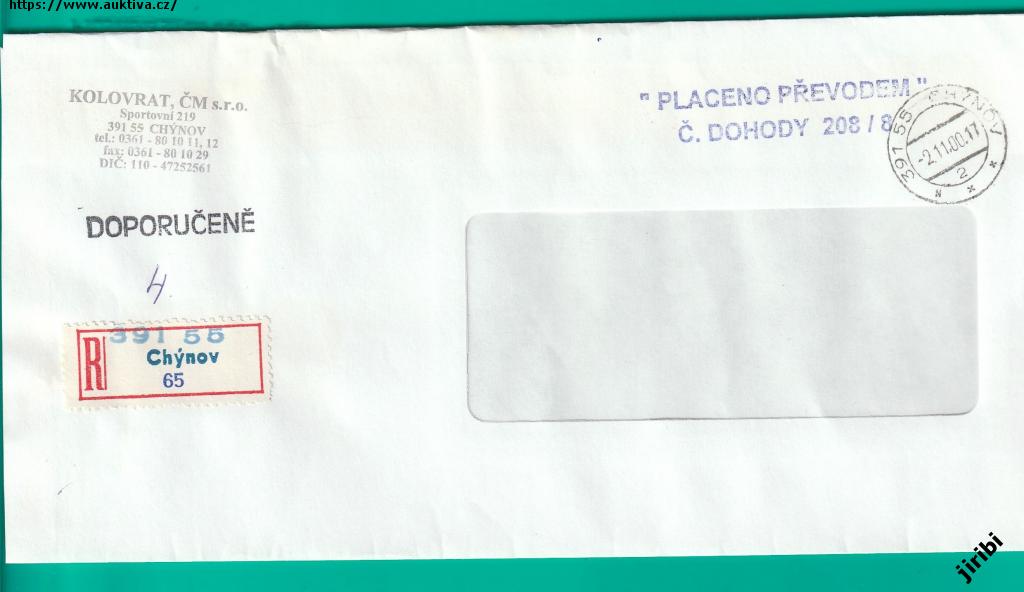 https://www.auktiva.cz/
KOLOVRAT, ČM s.r.o.
Sportovní 219
391 55 CHÝNOV
tel.: 0361 - 80 10 11, 12
fax: 0361 - 80 10 29
DIČ: 110 - 47252561
" PLACENO PŘEVODEM "
Č. DOHODY 208 / 8
391 55 CHÝNOV
-2.11.00.17
2
DOPORUČENĚ
4.
R
391 55
Chýnov
65
jiribi